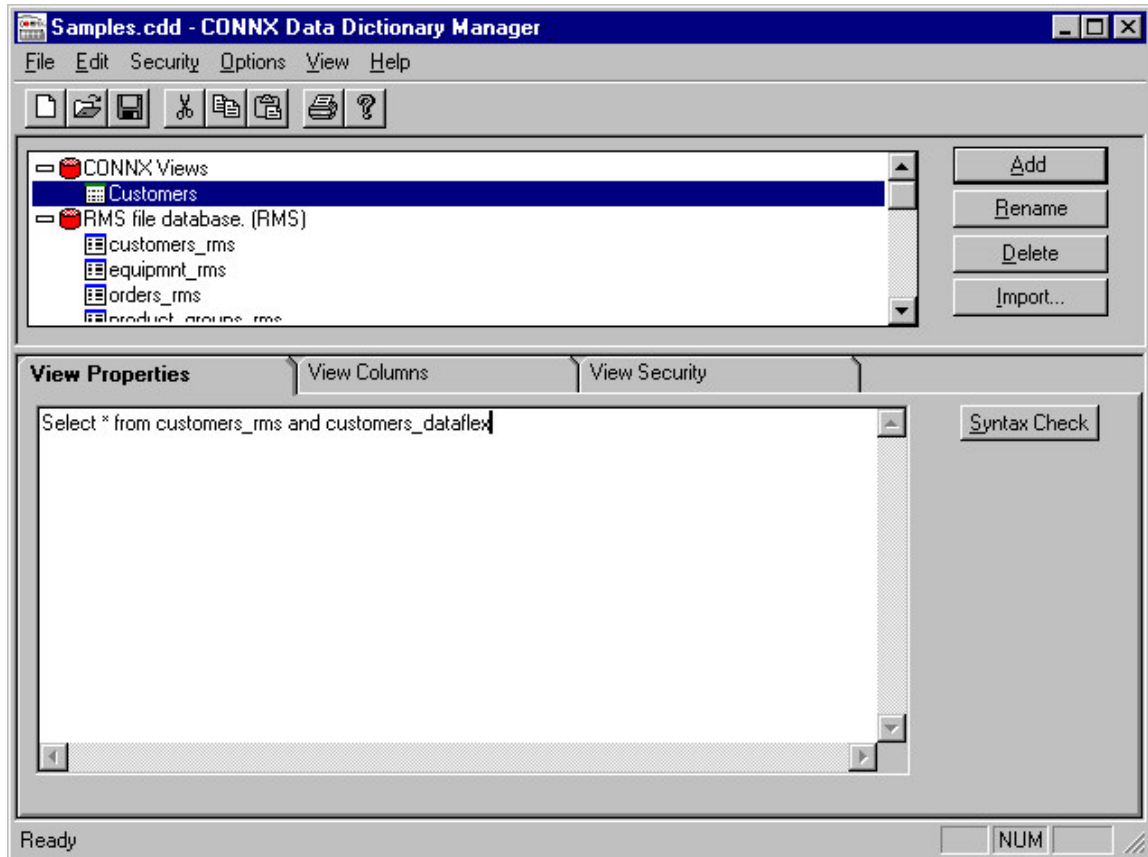 Samples.cdd - CONNX Data Dictionary Manager
File Edit Security Options View Help
CONNX Views
Customers
RMS file database. (RMS)
customers_rms
equipmnt_rms
orders_rms
product_groups_rms
Add
Rename
Delete
Import...
View Properties View Columns View Security
Select * from customers_rms and customers_dataflex
Syntax Check
Ready NUM